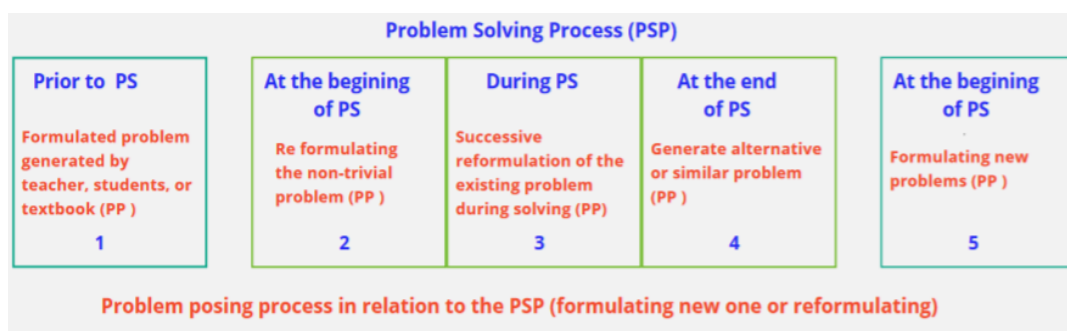 Problem Solving Process (PSP)
Prior to PS
Formulated problem
generated by
teacher, students, or
textbook (PP )
1
At the begining
of PS
Re formulating
the non-trivial
problem (PP )
2
During PS
Successive
reformulation of the
existing problem
during solving (PP)
3
At the end
of PS
Generate alternative
or similar problem
(PP )
4
At the begining
of PS
Formulating new
problems (PP )
5
Problem posing process in relation to the PSP (formulating new one or reformulating)